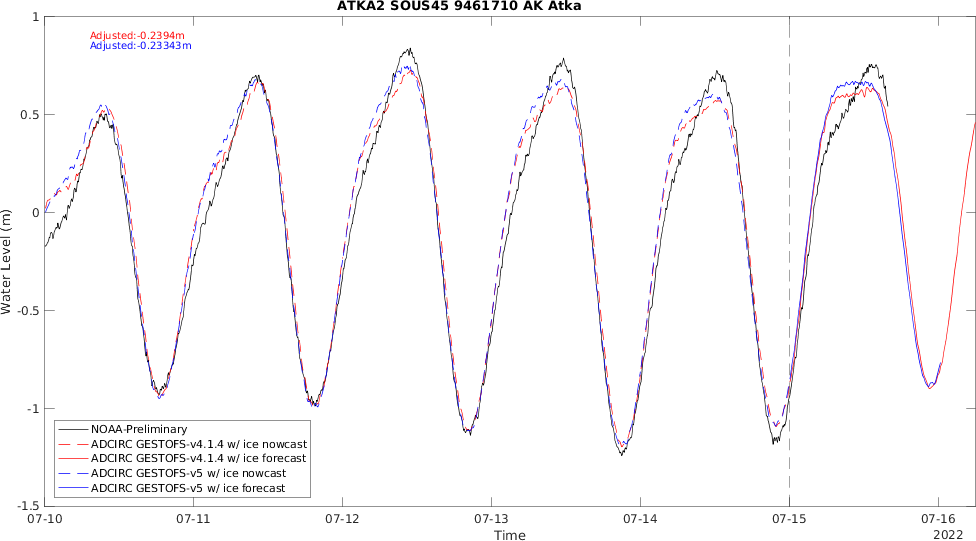 ATKA2 SOUS45 9461710 AK Atka
Adjusted:-0.2394m
Adjusted:-0.23343m
1
0.5
0
-0.5
-1
-1.5
Water Level (m)
NOAA-Preliminary
ADCIRC GESTOFS-v4.1.4 w/ ice nowcast
ADCIRC GESTOFS-v4.1.4 w/ ice forecast
ADCIRC GESTOFS-v5 w/ ice nowcast
ADCIRC GESTOFS-v5 w/ ice forecast
07-10 07-11 07-12 07-13 07-14 07-15 07-16
Time
2022